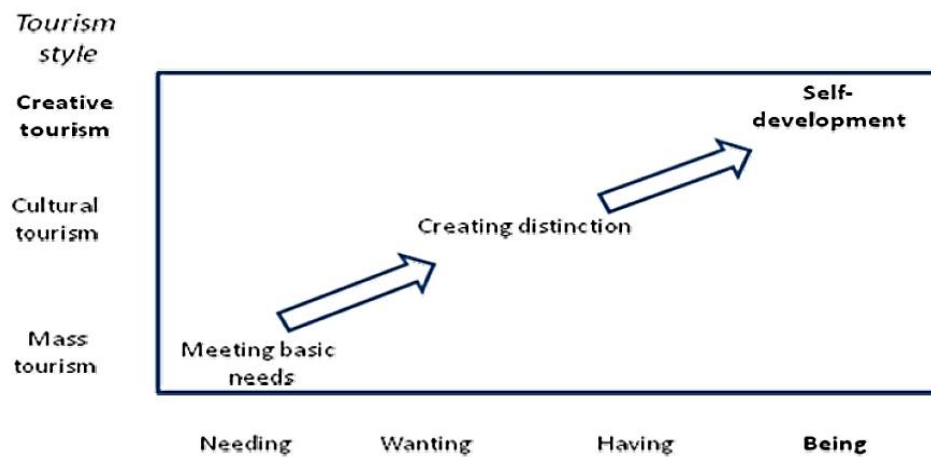 Tourism
style
Creative
tourism
Self-
development
Cultural
tourism
Creating distinction
Mass
tourism
Meeting basic
needs
Needing Wanting Having Being